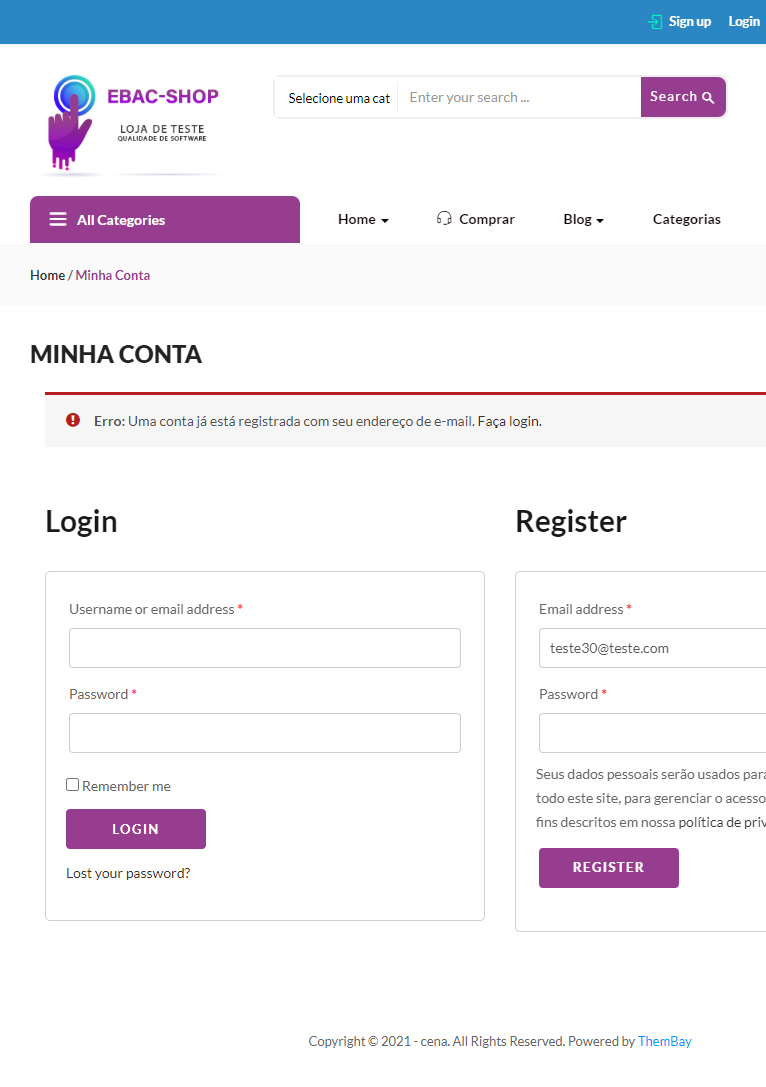 Sign up Login
EBAC-SHOP
LOJA DE TESTE
QUALIDADE DE SOFTWARE
Selecione uma cat Enter your search ... Search
All Categories Home Comprar Blog Categorias
Home / Minha Conta
MINHA CONTA
Erro: Uma conta já está registrada com seu endereço de e-mail. Faça login.
Login
Username or email address *
Password *
Remember me
LOGIN
Lost your password?
Register
Email address *
teste30@teste.com
Password *
Seus dados pessoais serão usados para
todo este site, para gerenciar o acesso
fins descritos em nossa política de priv
REGISTER
Copyright © 2021 - cena. All Rights Reserved. Powered by ThemBay